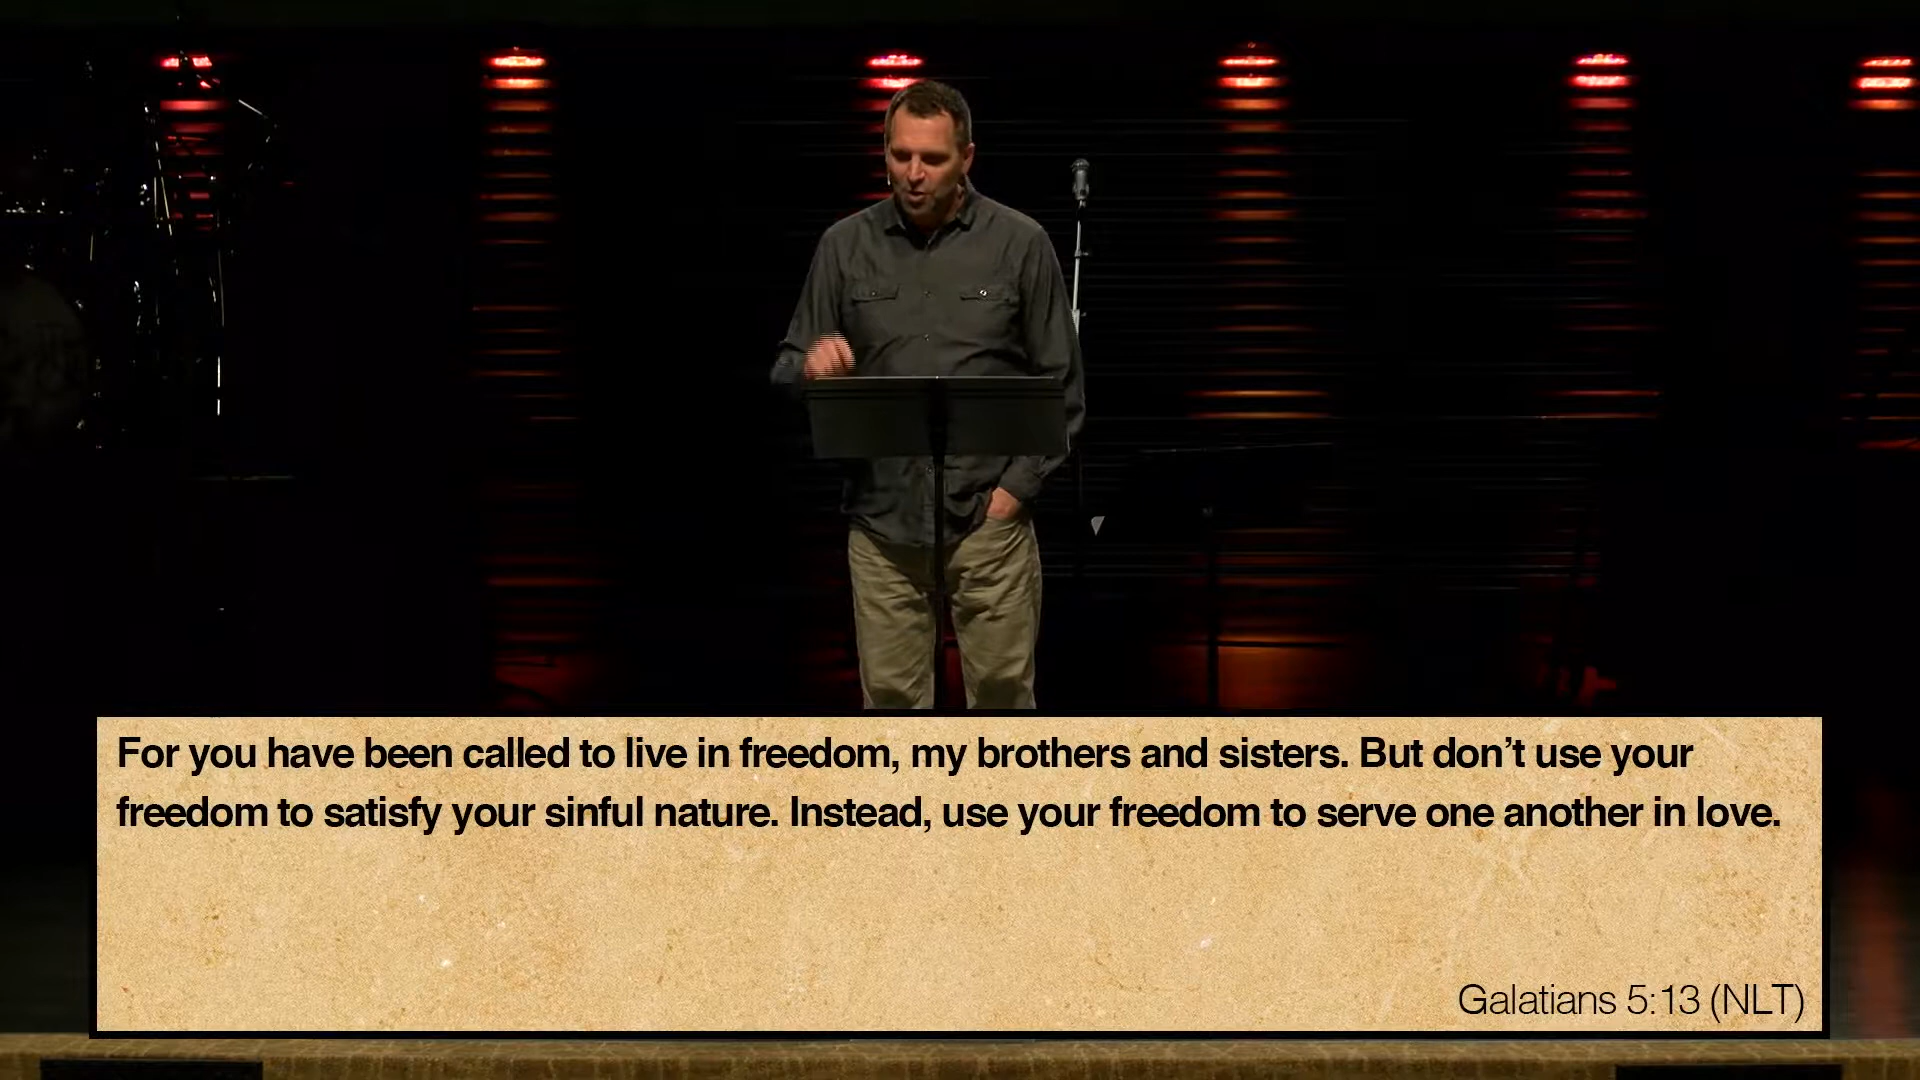 For you have been called to live in freedom, my brothers and sisters. But don’t use your
freedom to satisfy your sinful nature. Instead, use your freedom to serve one another in love.
Galatians 5:13 (NLT)